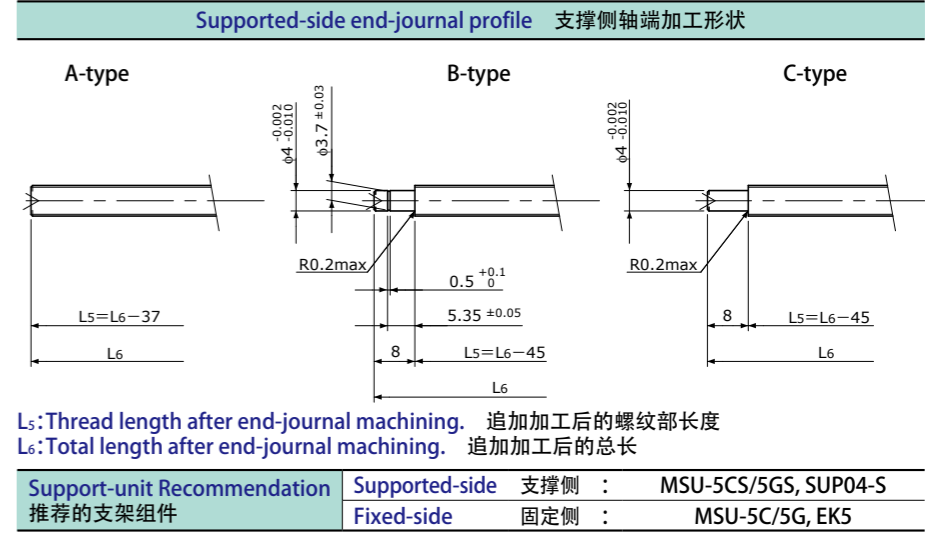 Supported-side end-journal profile 支撑侧轴端加工形状
A-type
B-type
C-type
L5=L6-37
L6
φ4 -0.002 -0.010
φ3.7 ±0.03
R0.2max
0.5 +0.1 0
5.35 ±0.05
8
L5=L6-45
L6
φ4 -0.002 -0.010
R0.2max
8
L5=L6-45
L6
L5:Thread length after end-journal machining. 追加加工后的螺纹部长度
L6:Total length after end-journal machining. 追加加工后的总长
Support-unit Recommendation
推荐的支架组件
Supported-side 支撑侧 : MSU-5CS/5GS, SUP04-S
Fixed-side 固定侧 : MSU-5C/5G, EK5